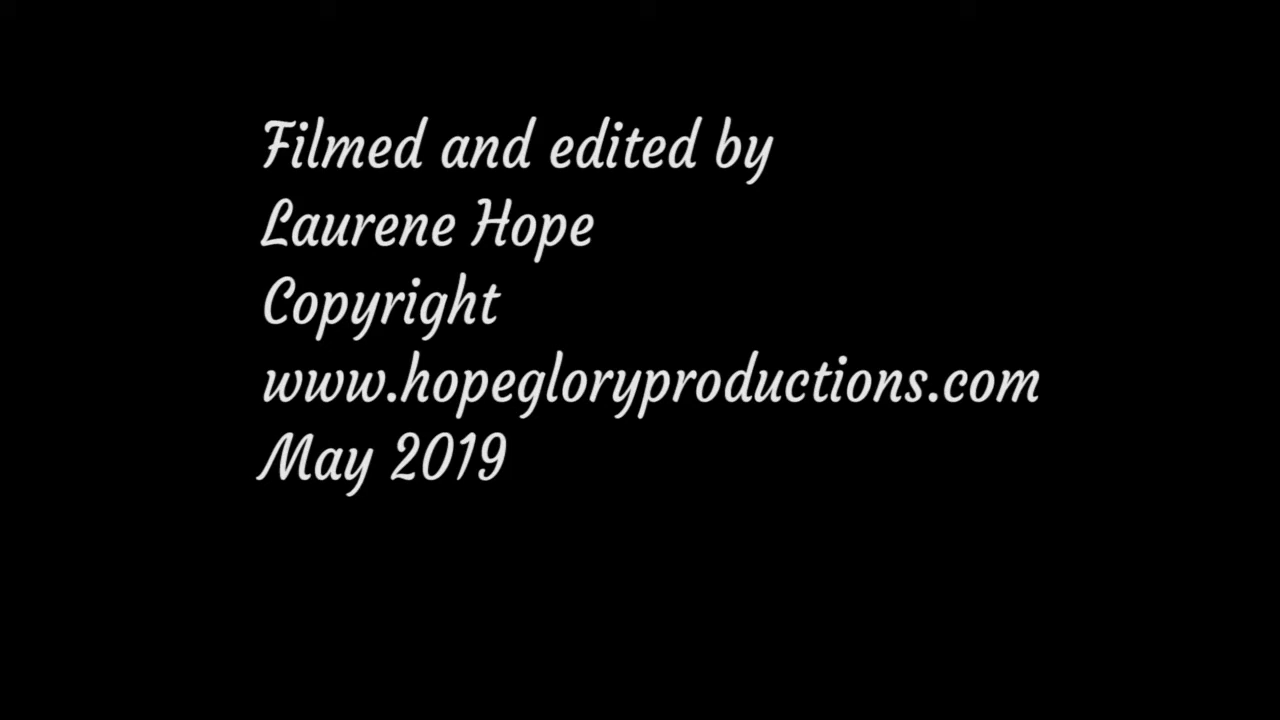 Filmed and edited by
Laurene Hope
Copyright
www.hopegloryproductions.com
May 2019